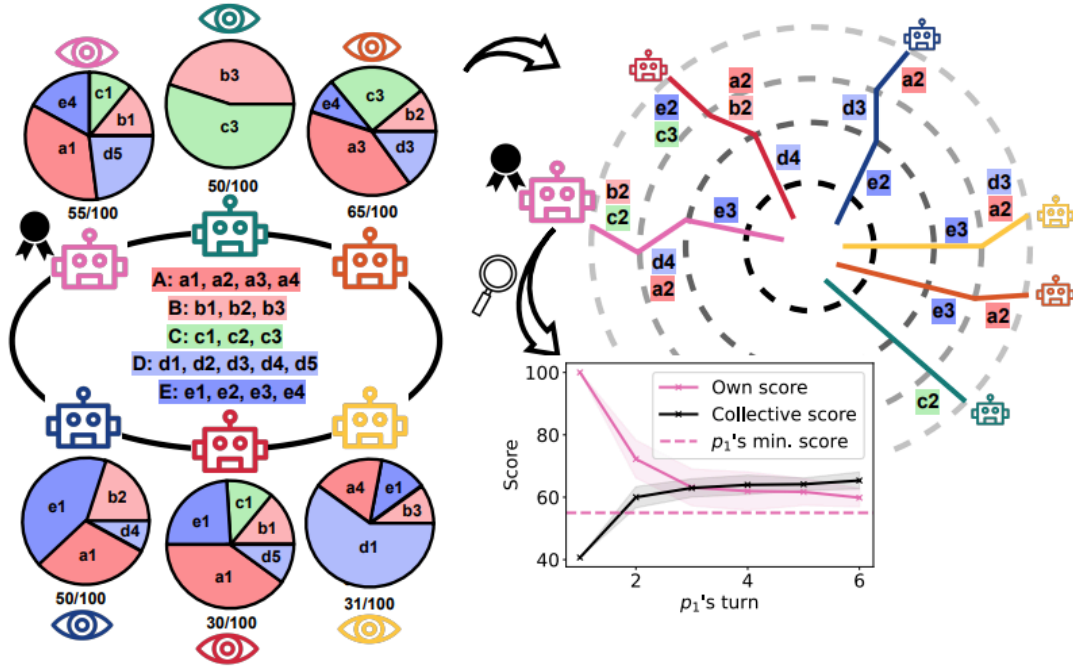 c1
e4
b1
a1
d5
55/100
b3
c3
50/100
c3
e4
b2
a3
d3
65/100
A: a1, a2, a3, a4
B: b1, b2, b3
C: c1, c2, c3
D: d1, d2, d3, d4, d5
E: e1, e2, e3, e4
e1
b2
d4
a1
50/100
c1
e1
b1
d5
a1
30/100
a4
e1
b3
d1
31/100
a2
b2
e2
c3
d4
a2
d3
e2
b2
c2
e3
d4
a2
d3
a2
e3
e3
a2
c2
100
80
60
40
Score
Own score
Collective score
p₁'s min. score
2
4
6
p₁'s turn